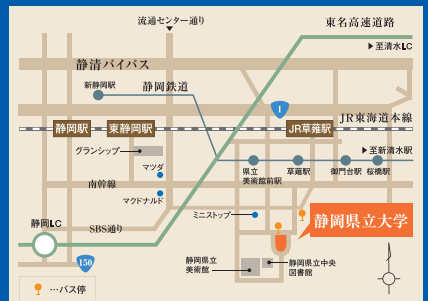 流通センター通り
東名高速道路
▶至清水I.C
静清バイパス
新静岡駅
静岡鉄道
1
JR東海道本線
静岡駅
東静岡駅
JR草薙駅
グランシップ
▶至新清水駅
マツダ
県立
美術館前駅
草薙駅
御門台駅
桜橋駅
南幹線
マクドナルド
ミニストップ
静岡I.C
SBS通り
静岡県立大学
150
静岡県立
美術館
静岡県立中央
図書館
…バス停